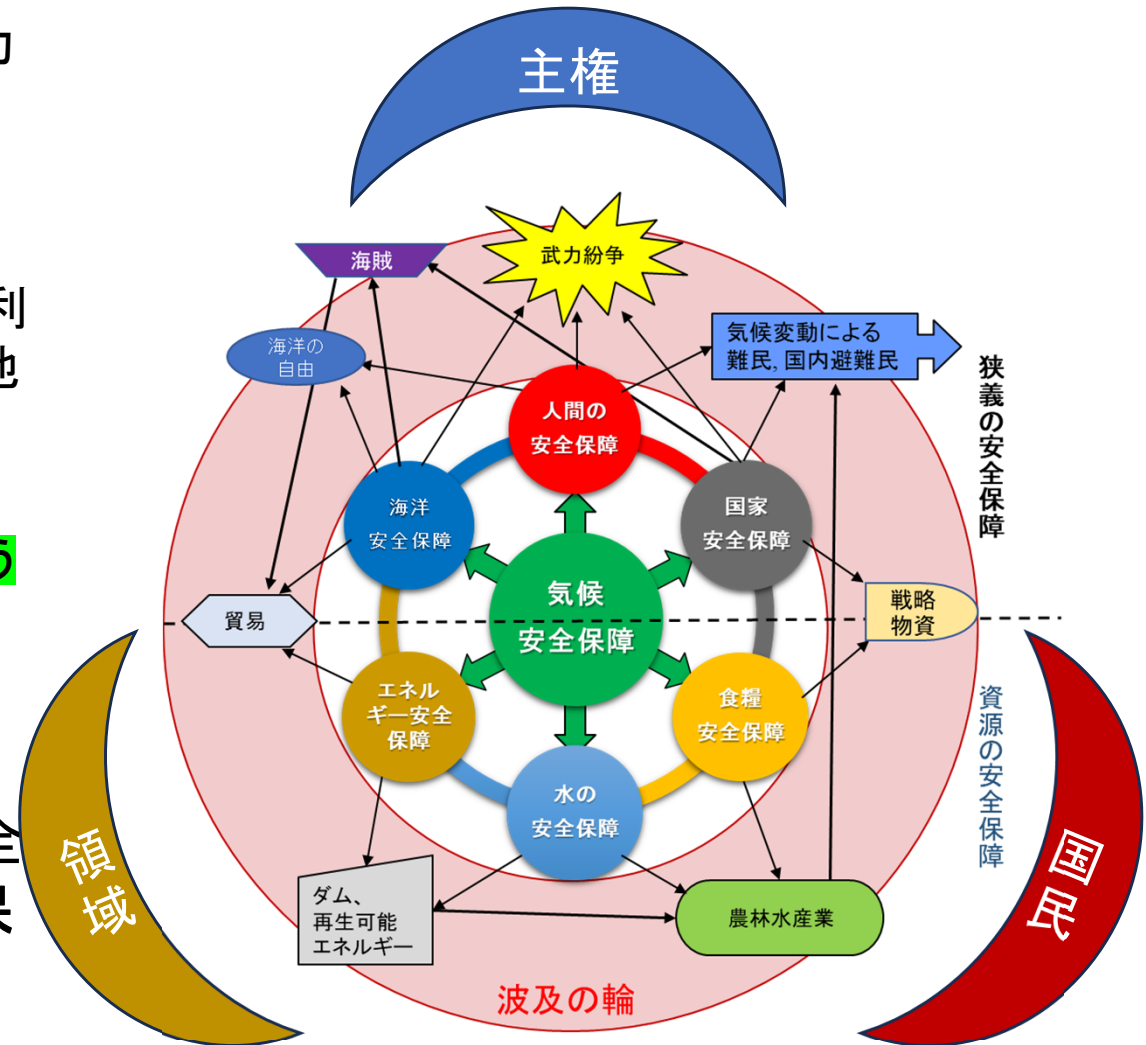 力
主権
利
他
う
全
海賊
武力紛争
海洋の
自由
気候変動による
難民, 国内避難民
狭義の安全保障
人間の
安全保障
海洋
安全保障
国家
安全保障
気候
安全保障
貿易
戦略
物資
エネル
ギー安全
保障
食糧
安全保障
水の
安全保障
資源の安全保障
領域
国民
ダム、
再生可能
エネルギー
農林水産業
波及の輪